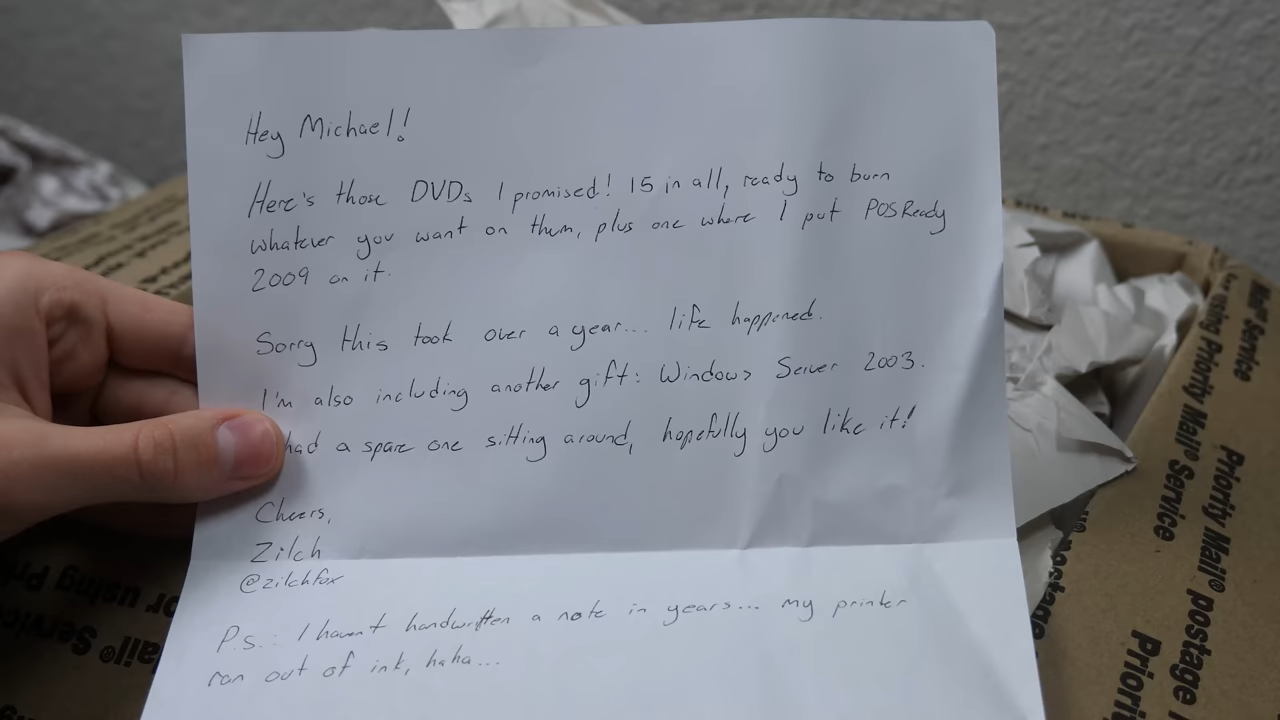 Hey Michael!
Here's those DVDs I promised! 15 in all, ready to burn
whatever you want on them, plus one where I put POSReady
2009 on it.
Sorry this took over a year... life happened.
I'm also including another gift: Windows Server 2003.
had a spare one sitting around, hopefully you like it!
Cheers,
Zilch
@zilchfox
P.s.: I havent handwritten a note in years... my printer
ran out of ink, haha...
Mail® Service
Priority Mail® Service
Priority Mail® postage